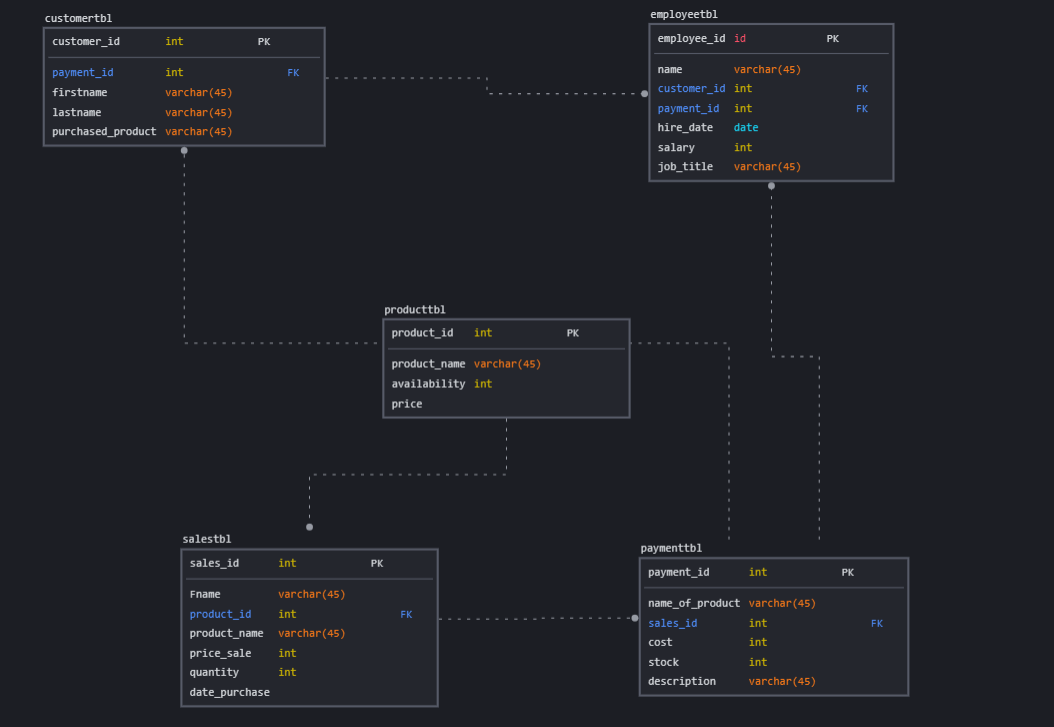 customertbl
customer_id int PK
payment_id int FK
firstname varchar(45)
lastname varchar(45)
purchased_product varchar(45)
employeetbl
employee_id id PK
name varchar(45)
customer_id int FK
payment_id int FK
hire_date date
salary int
job_title varchar(45)
producttbl
product_id int PK
product_name varchar(45)
availability int
price
salestbl
sales_id int PK
Fname varchar(45)
product_id int FK
product_name varchar(45)
price_sale int
quantity int
date_purchase
paymenttbl
payment_id int PK
name_of_product varchar(45)
sales_id int FK
cost int
stock int
description varchar(45)